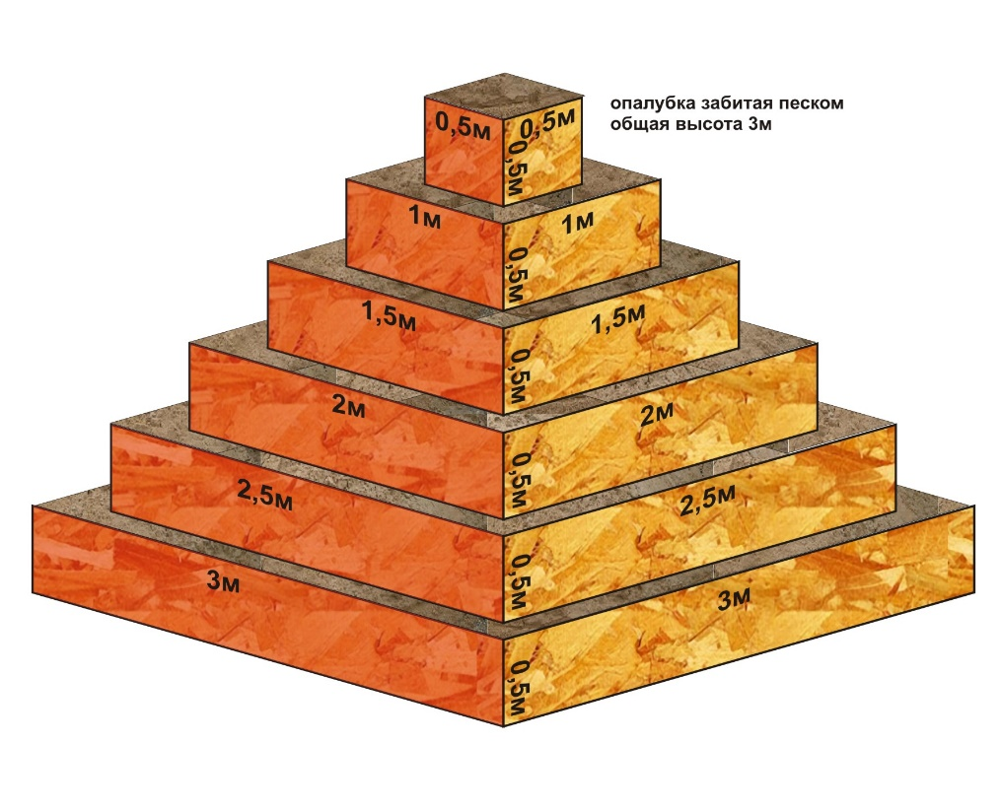 опалубка забитая песком
общая высота 3м
0,5м
0,5м
0,5м
1м
1м
0,5м
1,5м
1,5м
0,5м
2м
2м
0,5м
2,5м
2,5м
0,5м
3м
3м
0,5м